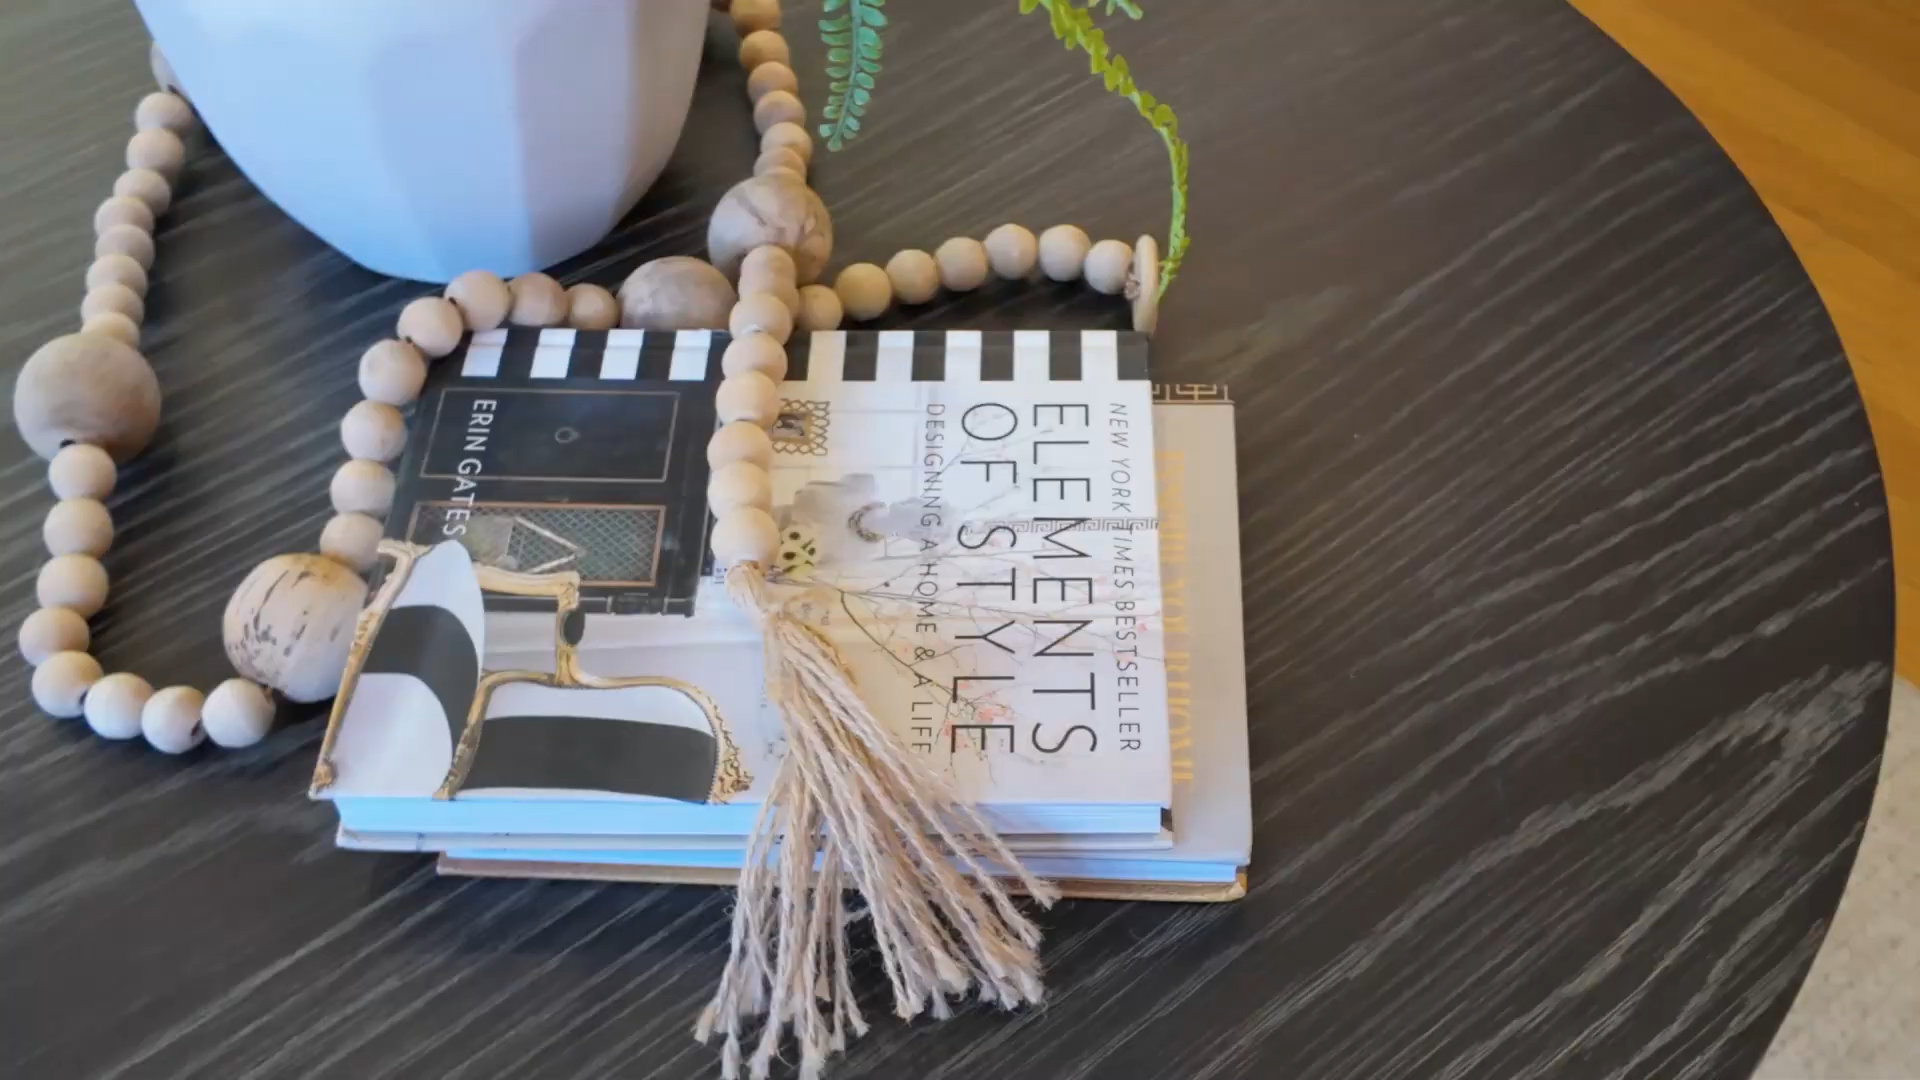 NEW YORK TIMES BESTSELLER
ELEMENTS
OF STYLE
DESIGNING A HOME & A LIFE
ERIN GATES